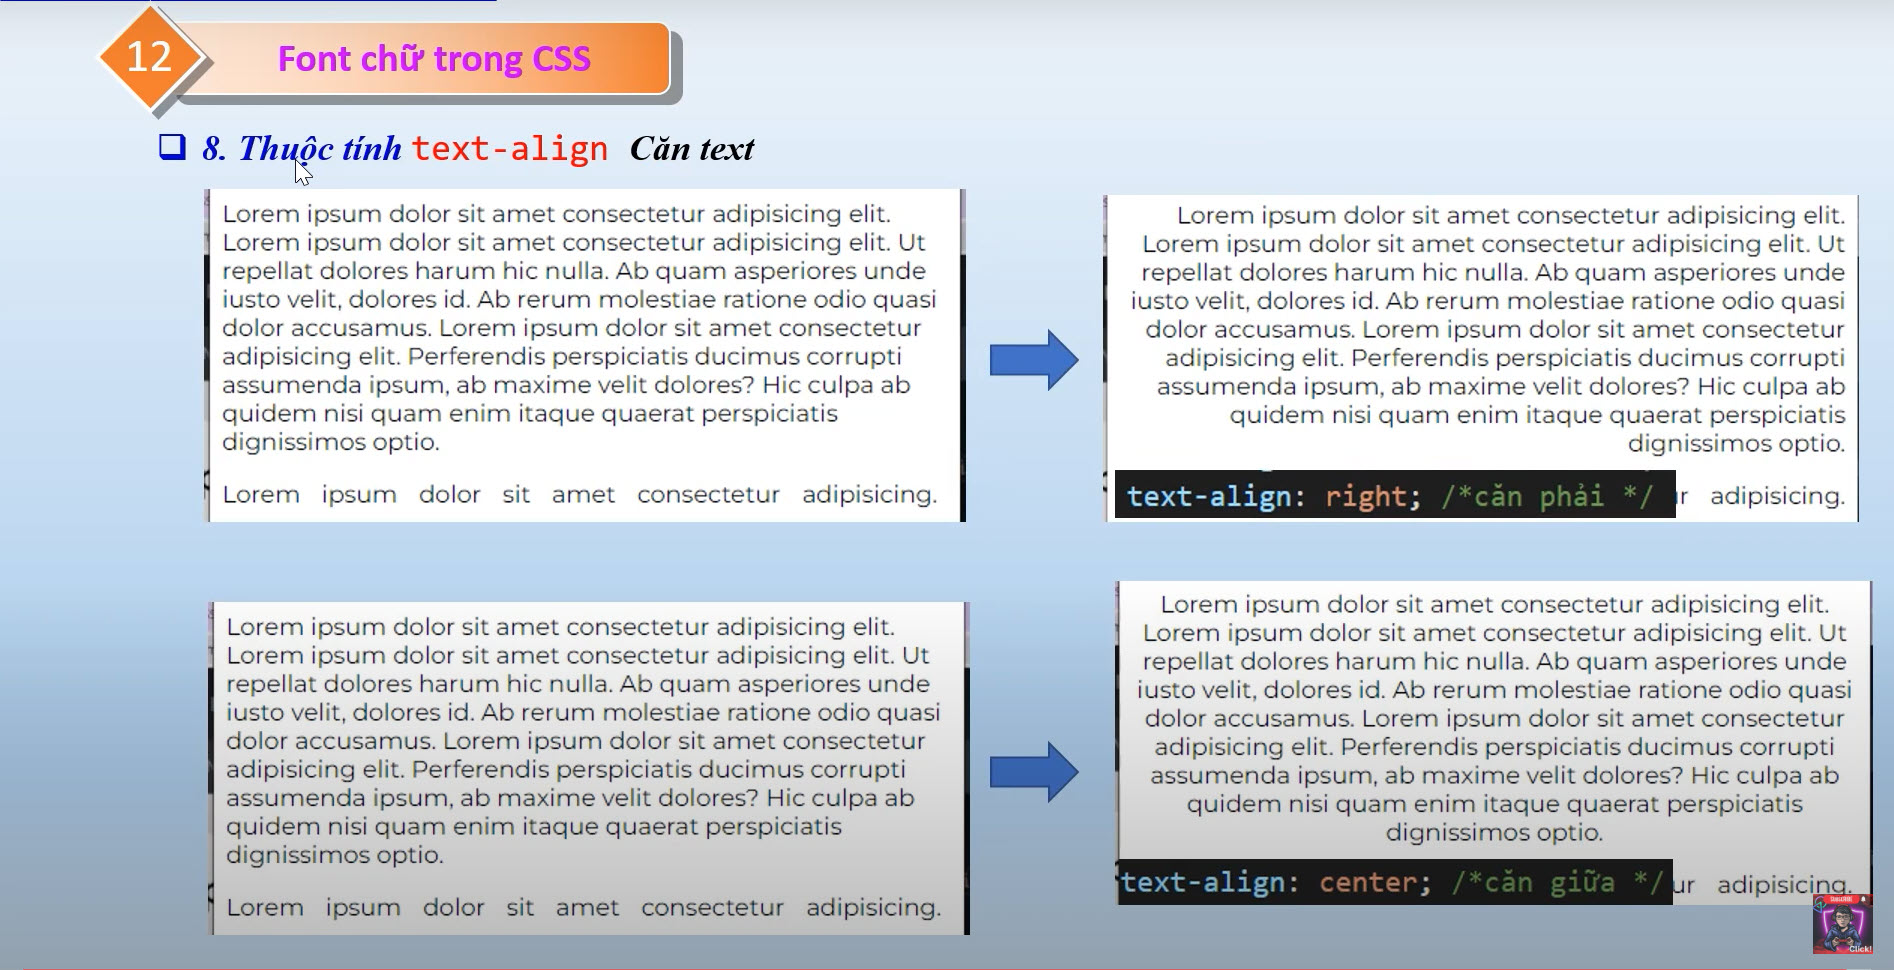 12
Font chữ trong CSS
8. Thuộc tính text-align Căn text
Lorem ipsum dolor sit amet consectetur adipisicing elit.
Lorem ipsum dolor sit amet consectetur adipisicing elit. Ut
repellat dolores harum hic nulla. Ab quam asperiores unde
iusto velit, dolores id. Ab rerum molestiae ratione odio quasi
dolor accusamus. Lorem ipsum dolor sit amet consectetur
adipisicing elit. Perferendis perspiciatis ducimus corrupti
assumenda ipsum, ab maxime velit dolores? Hic culpa ab
quidem nisi quam enim itaque quaerat perspiciatis
dignissimos optio.
Lorem ipsum dolor sit amet consectetur adipisicing.
Lorem ipsum dolor sit amet consectetur adipisicing elit.
Lorem ipsum dolor sit amet consectetur adipisicing elit. Ut
repellat dolores harum hic nulla. Ab quam asperiores unde
iusto velit, dolores id. Ab rerum molestiae ratione odio quasi
dolor accusamus. Lorem ipsum dolor sit amet consectetur
adipisicing elit. Perferendis perspiciatis ducimus corrupti
assumenda ipsum, ab maxime velit dolores? Hic culpa ab
quidem nisi quam enim itaque quaerat perspiciatis
dignissimos optio.
text-align: right; /*căn phải */ ur adipisicing.
Lorem ipsum dolor sit amet consectetur adipisicing elit.
Lorem ipsum dolor sit amet consectetur adipisicing elit. Ut
repellat dolores harum hic nulla. Ab quam asperiores unde
iusto velit, dolores id. Ab rerum molestiae ratione odio quasi
dolor accusamus. Lorem ipsum dolor sit amet consectetur
adipisicing elit. Perferendis perspiciatis ducimus corrupti
assumenda ipsum, ab maxime velit dolores? Hic culpa ab
quidem nisi quam enim itaque quaerat perspiciatis
dignissimos optio.
Lorem ipsum dolor sit amet consectetur adipisicing.
Lorem ipsum dolor sit amet consectetur adipisicing elit.
Lorem ipsum dolor sit amet consectetur adipisicing elit. Ut
repellat dolores harum hic nulla. Ab quam asperiores unde
iusto velit, dolores id. Ab rerum molestiae ratione odio quasi
dolor accusamus. Lorem ipsum dolor sit amet consectetur
adipisicing elit. Perferendis perspiciatis ducimus corrupti
assumenda ipsum, ab maxime velit dolores? Hic culpa ab
quidem nisi quam enim itaque quaerat perspiciatis
dignissimos optio.
text-align: center; /*căn giữa */ ur adipisicing.
SUBSCRIBE
Click!